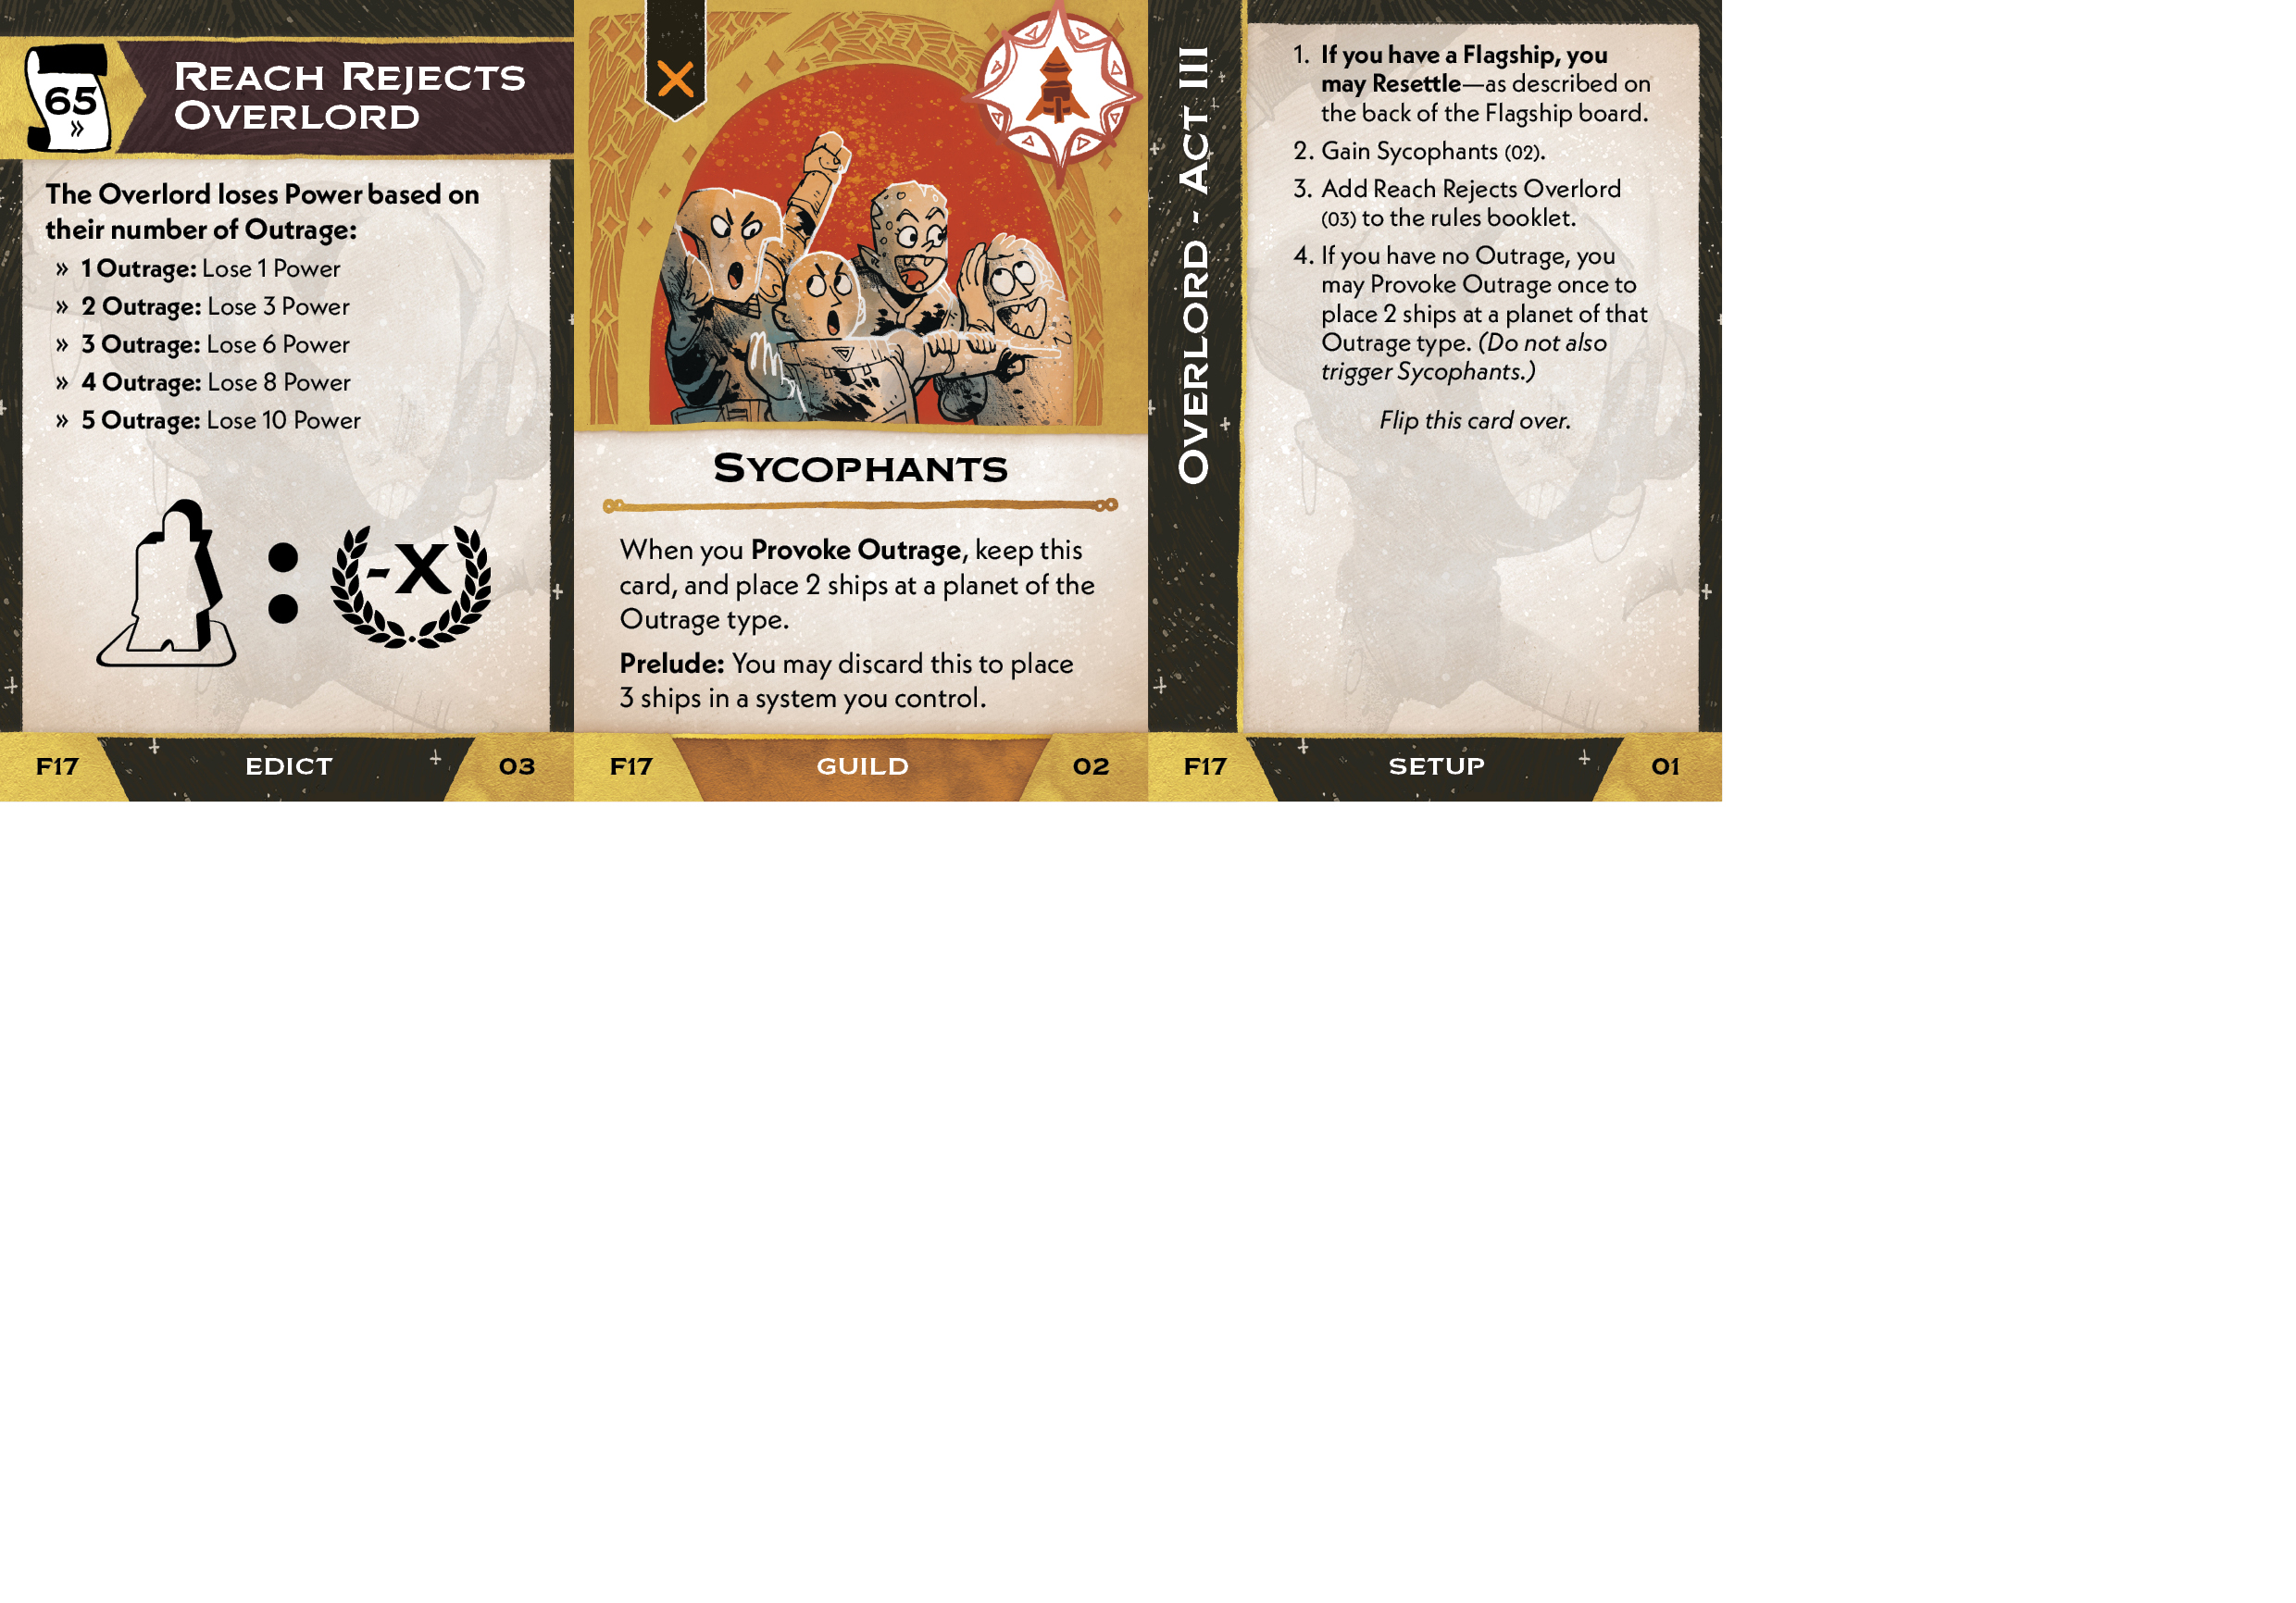 65
»
REACH REJECTS
OVERLORD
The Overlord loses Power based on
their number of Outrage:
» 1 Outrage: Lose 1 Power
» 2 Outrage: Lose 3 Power
» 3 Outrage: Lose 6 Power
» 4 Outrage: Lose 8 Power
» 5 Outrage: Lose 10 Power
: -X
F17 EDICT 03
SYCOPHANTS
When you Provoke Outrage, keep this
card, and place 2 ships at a planet of the
Outrage type.
Prelude: You may discard this to place
3 ships in a system you control.
F17 GUILD 02
OVERLORD - ACT III
1. If you have a Flagship, you
may Resettle—as described on
the back of the Flagship board.
2. Gain Sycophants (02).
3. Add Reach Rejects Overlord
(03) to the rules booklet.
4. If you have no Outrage, you
may Provoke Outrage once to
place 2 ships at a planet of that
Outrage type. (Do not also
trigger Sycophants.)
Flip this card over.
F17 SETUP 01